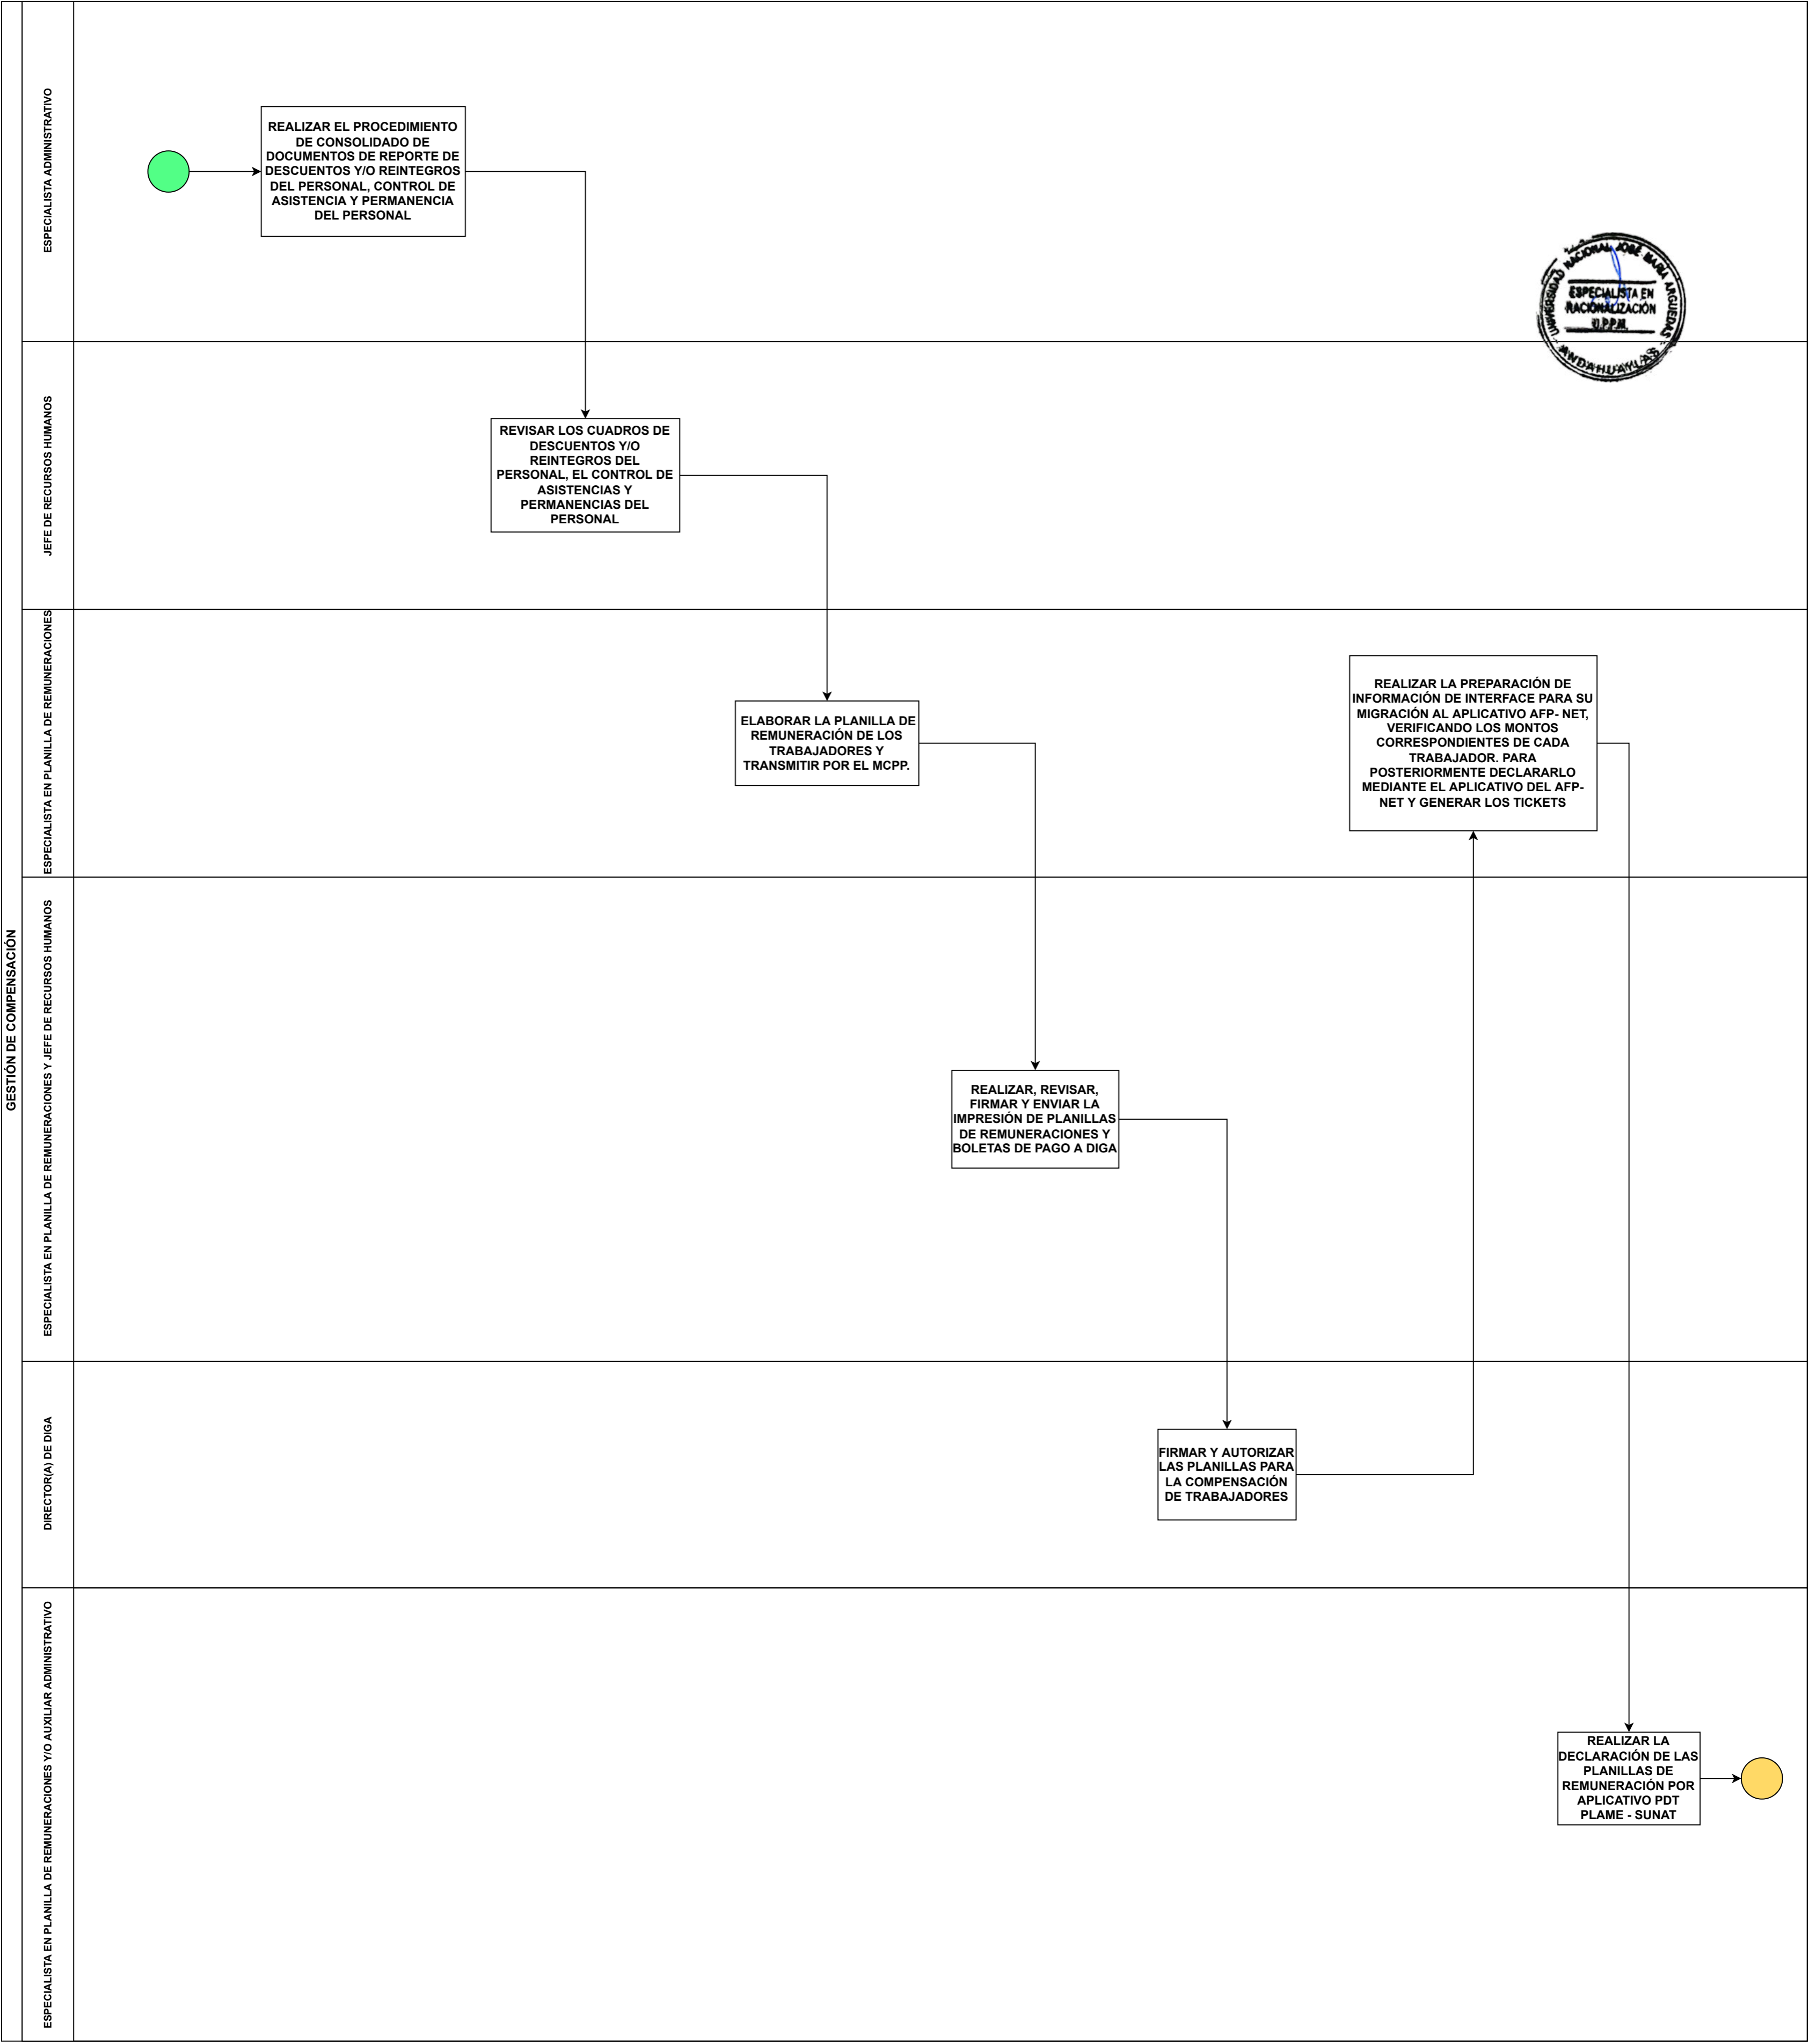 GESTIÓN DE COMPENSACIÓN
ESPECIALISTA ADMINISTRATIVO
REALIZAR EL PROCEDIMIENTO
DE CONSOLIDADO DE
DOCUMENTOS DE REPORTE DE
DESCUENTOS Y/O REINTEGROS
DEL PERSONAL, CONTROL DE
ASISTENCIA Y PERMANENCIA
DEL PERSONAL
UNIVERSIDAD NACIONAL JOSÉ MARÍA ARGUEDAS
ESPECIALISTA EN
RACIONALIZACIÓN
U.P.P.M.
- ANDAHUAYLAS -
JEFE DE RECURSOS HUMANOS
REVISAR LOS CUADROS DE
DESCUENTOS Y/O
REINTEGROS DEL
PERSONAL, EL CONTROL DE
ASISTENCIAS Y
PERMANENCIAS DEL
PERSONAL
ESPECIALISTA EN PLANILLA DE REMUNERACIONES
ELABORAR LA PLANILLA DE
REMUNERACIÓN DE LOS
TRABAJADORES Y
TRANSMITIR POR EL MCPP.
REALIZAR LA PREPARACIÓN DE
INFORMACIÓN DE INTERFACE PARA SU
MIGRACIÓN AL APLICATIVO AFP- NET,
VERIFICANDO LOS MONTOS
CORRESPONDIENTES DE CADA
TRABAJADOR. PARA
POSTERIORMENTE DECLARARLO
MEDIANTE EL APLICATIVO DEL AFP-
NET Y GENERAR LOS TICKETS
ESPECIALISTA EN PLANILLA DE REMUNERACIONES Y JEFE DE RECURSOS HUMANOS
REALIZAR, REVISAR,
FIRMAR Y ENVIAR LA
IMPRESIÓN DE PLANILLAS
DE REMUNERACIONES Y
BOLETAS DE PAGO A DIGA
DIRECTOR(A) DE DIGA
FIRMAR Y AUTORIZAR
LAS PLANILLAS PARA
LA COMPENSACIÓN
DE TRABAJADORES
ESPECIALISTA EN PLANILLA DE REMUNERACIONES Y/O AUXILIAR ADMINISTRATIVO
REALIZAR LA
DECLARACIÓN DE LAS
PLANILLAS DE
REMUNERACIÓN POR
APLICATIVO PDT
PLAME - SUNAT